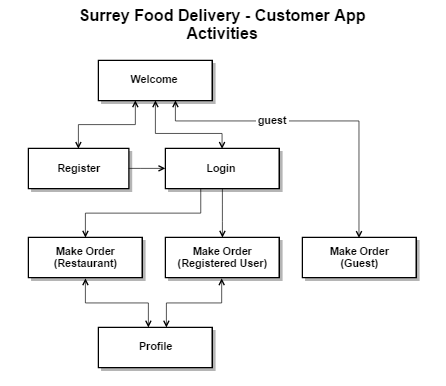 Surrey Food Delivery - Customer App
Activities
Welcome
guest
Register
Login
Make Order
(Restaurant)
Make Order
(Registered User)
Make Order
(Guest)
Profile